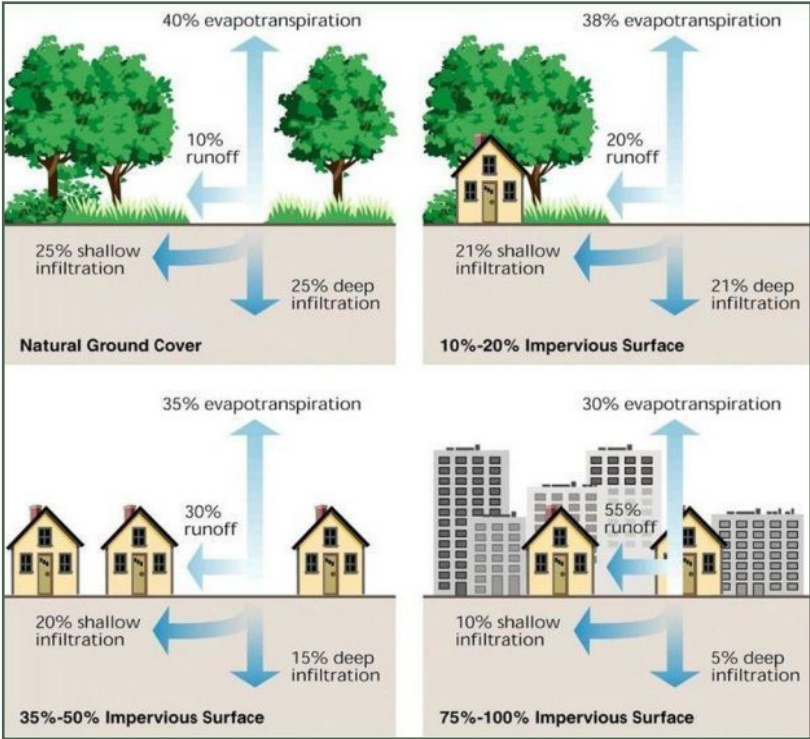 40% evapotranspiration
10%
runoff
25% shallow
infiltration
25% deep
infiltration
Natural Ground Cover
38% evapotranspiration
20%
runoff
21% shallow
infiltration
21% deep
infiltration
10%-20% Impervious Surface
35% evapotranspiration
30%
runoff
20% shallow
infiltration
15% deep
infiltration
35%-50% Impervious Surface
30% evapotranspiration
55%
runoff
10% shallow
infiltration
5% deep
infiltration
75%-100% Impervious Surface